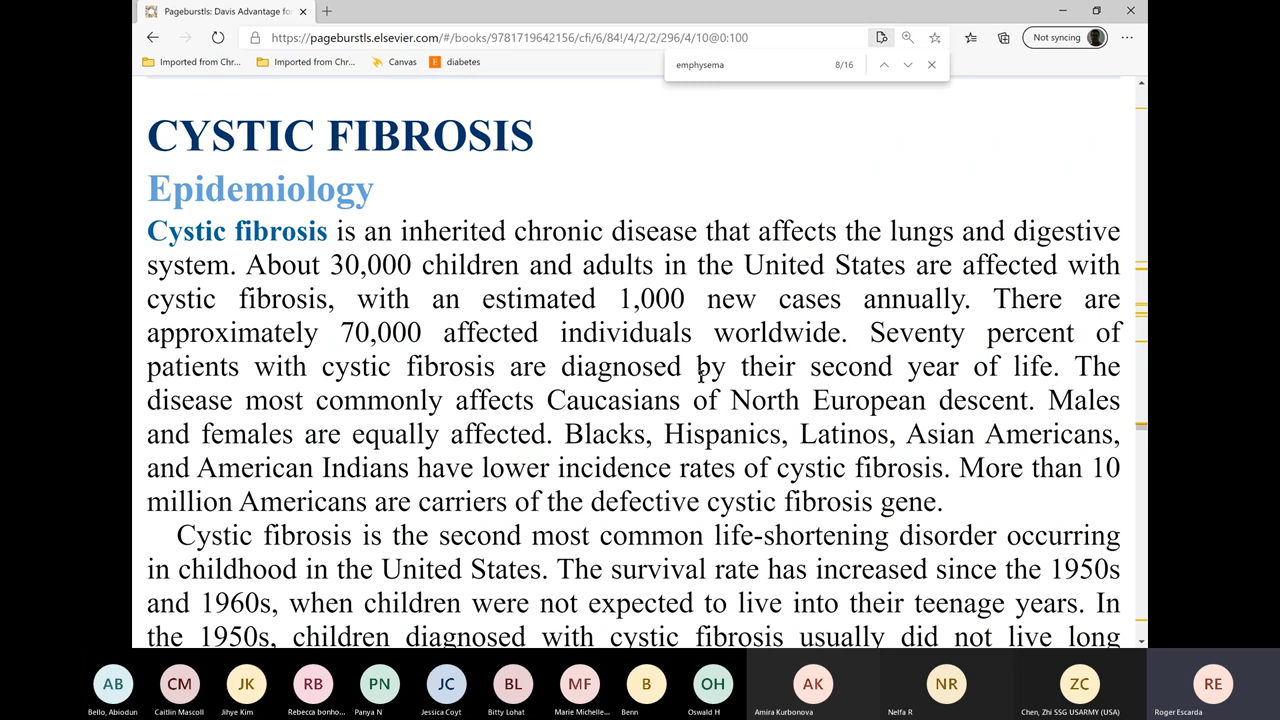 Pageburstls: Davis Advantage for
https://pageburstls.elsevier.com/#/books/9781719642156/cfi/6/84!/4/2/2/296/4/10@0:100
Not syncing
Imported from Chr...
Imported from Chr...
Canvas
diabetes
emphysema
8/16
CYSTIC FIBROSIS
Epidemiology
Cystic fibrosis is an inherited chronic disease that affects the lungs and digestive
system. About 30,000 children and adults in the United States are affected with
cystic fibrosis, with an estimated 1,000 new cases annually. There are
approximately 70,000 affected individuals worldwide. Seventy percent of
patients with cystic fibrosis are diagnosed by their second year of life. The
disease most commonly affects Caucasians of North European descent. Males
and females are equally affected. Blacks, Hispanics, Latinos, Asian Americans,
and American Indians have lower incidence rates of cystic fibrosis. More than 10
million Americans are carriers of the defective cystic fibrosis gene.
Cystic fibrosis is the second most common life-shortening disorder occurring
in childhood in the United States. The survival rate has increased since the 1950s
and 1960s, when children were not expected to live into their teenage years. In
the 1950s, children diagnosed with cystic fibrosis usually did not live long
AB
CM
JK
RB
PN
JC
BL
MF
B
OH
AK
NR
ZC
RE
Bello, Abiodun
Caitlin Mascoll
Jihye Kim
Rebecca bonho...
Panya N
Jessica Coyt
Bitty Lohat
Marie Michelle...
Benn
Oswald H
Amira Kurbonova
Nelfa R
Chen, Zhi SSG USARMY (USA)
Roger Escarda